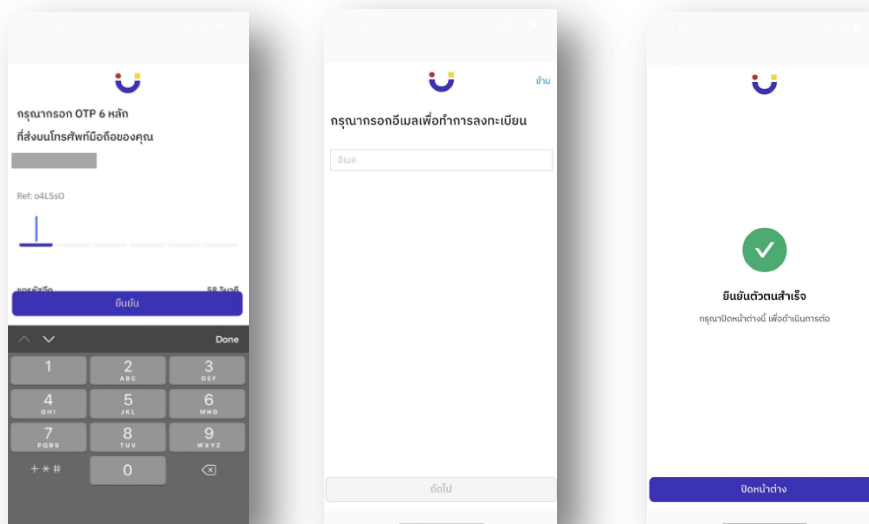 กรุณากรอก OTP 6 หลัก
ที่ส่งบนโทรศัพท์มือถือของคุณ
Ref: o4L5sO
ขอรหัสอีก 58 วินาที
ยืนยัน
Done
1
2 ABC
3 DEF
4 GHI
5 JKL
6 MNO
7 PQRS
8 TUV
9 WXYZ
+*#
0
ข้าม
กรุณากรอกอีเมลเพื่อทำการลงทะเบียน
อีเมล
ถัดไป
ยืนยันตัวตนสำเร็จ
กรุณาปิดหน้าต่างนี้ เพื่อดำเนินการต่อ
ปิดหน้าต่าง